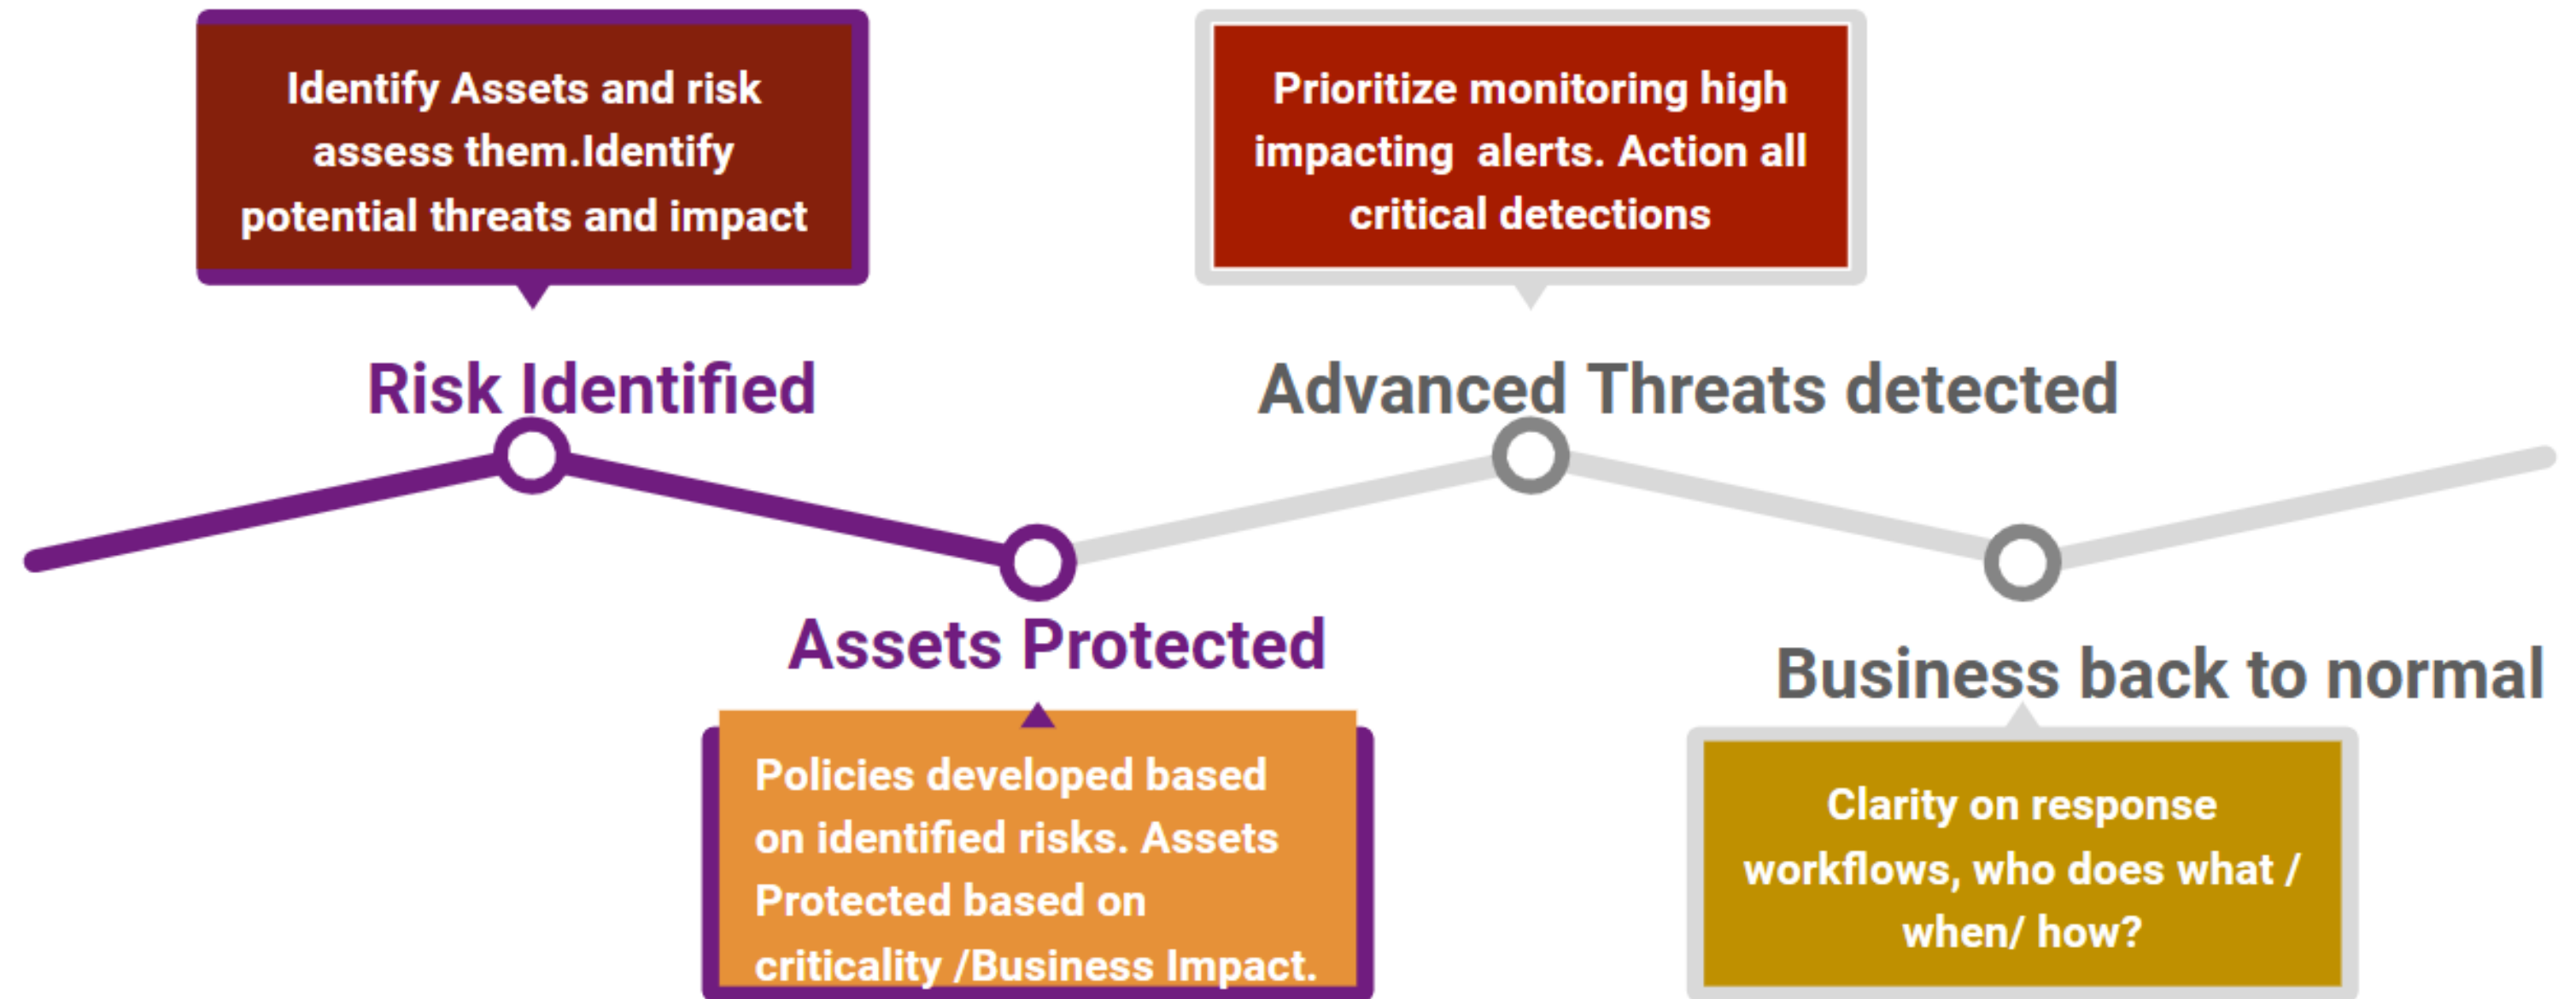 Identify Assets and risk
assess them.Identify
potential threats and impact
Risk Identified
Assets Protected
Policies developed based
on identified risks. Assets
Protected based on
criticality /Business Impact.
Prioritize monitoring high
impacting  alerts. Action all
critical detections
Advanced Threats detected
Business back to normal
Clarity on response
workflows, who does what /
when/ how?